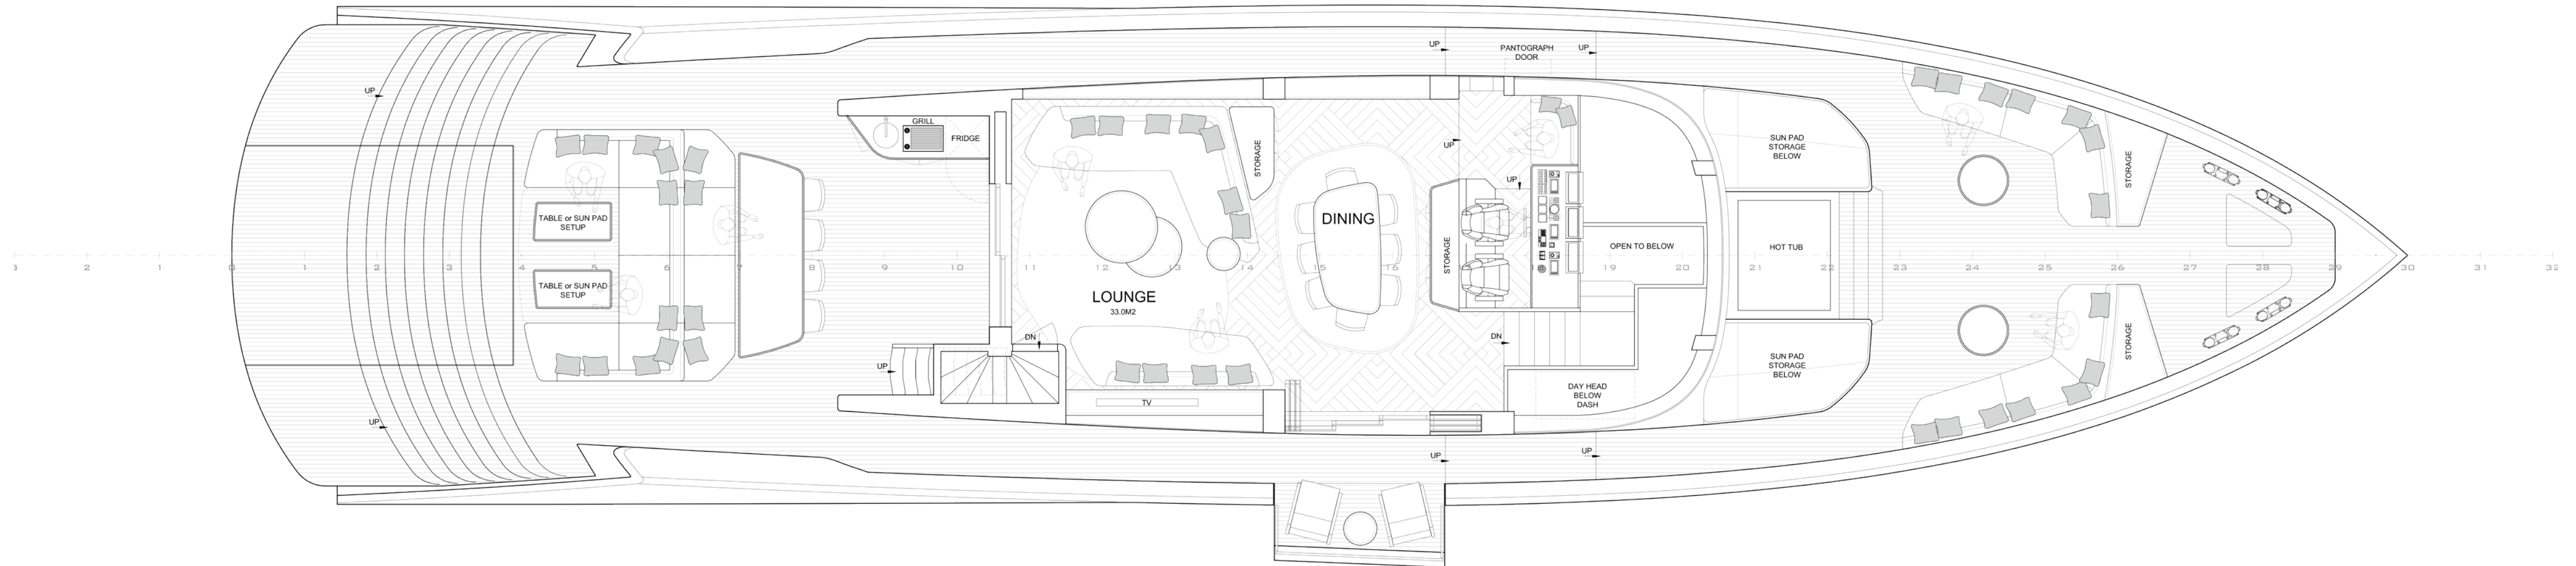 UP
PANTOGRAPH
DOOR
UP
UP
GRILL
FRIDGE
STORAGE
UP
SUN PAD
STORAGE
BELOW
STORAGE
UP
TABLE or SUN PAD
SETUP
DINING
STORAGE
OPEN TO BELOW
HOT TUB
3 2 1 0 1 2 3 4 5 6 7 8 9 10 11 12 13 14 15 16 17 18 19 20 21 22 23 24 25 26 27 28 29 30 31 32
TABLE or SUN PAD
SETUP
LOUNGE
33.0M2
DN
DN
STORAGE
UP
SUN PAD
STORAGE
BELOW
DAY HEAD
BELOW
DASH
TV
UP
UP
UP